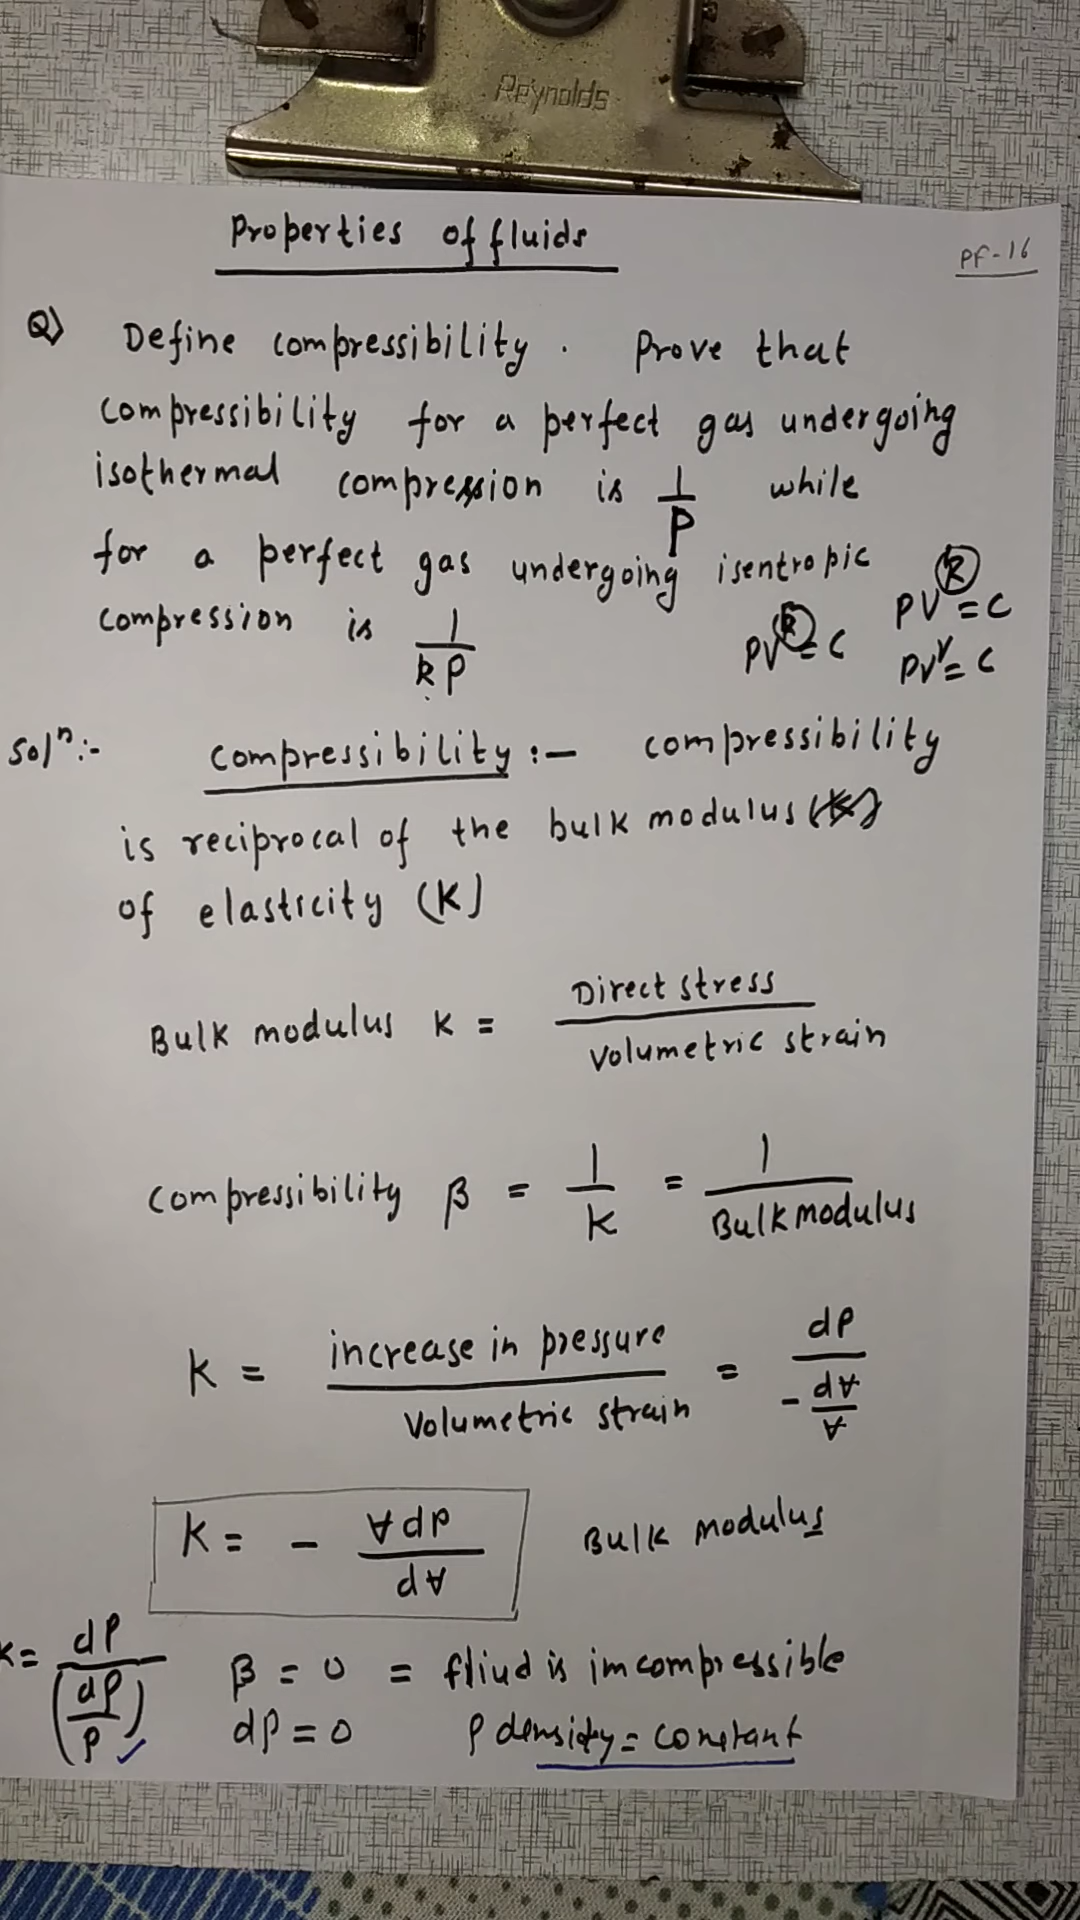 Reynolds
Properties of fluids
PF-16
Q) Define compressibility. Prove that
compressibility for a perfect gas undergoing
isothermal compression is 1/P while
for a perfect gas undergoing isentropic
compression is 1/kP
PV^k=C
PV^k=C
PV^γ=C
Solⁿ:- compressibility :- compressibility
is reciprocal of the bulk modulus
of elasticity (K)
Bulk modulus K = Direct stress / Volumetric strain
compressibility β = 1/K = 1/Bulk modulus
K = increase in pressure / Volumetric strain = dP / -d∀/∀
K = - ∀dP/d∀ Bulk modulus
K = dP/(dρ/ρ) ✓
β = 0 = fliud is imcompressible
dρ = 0 ρ density = constant